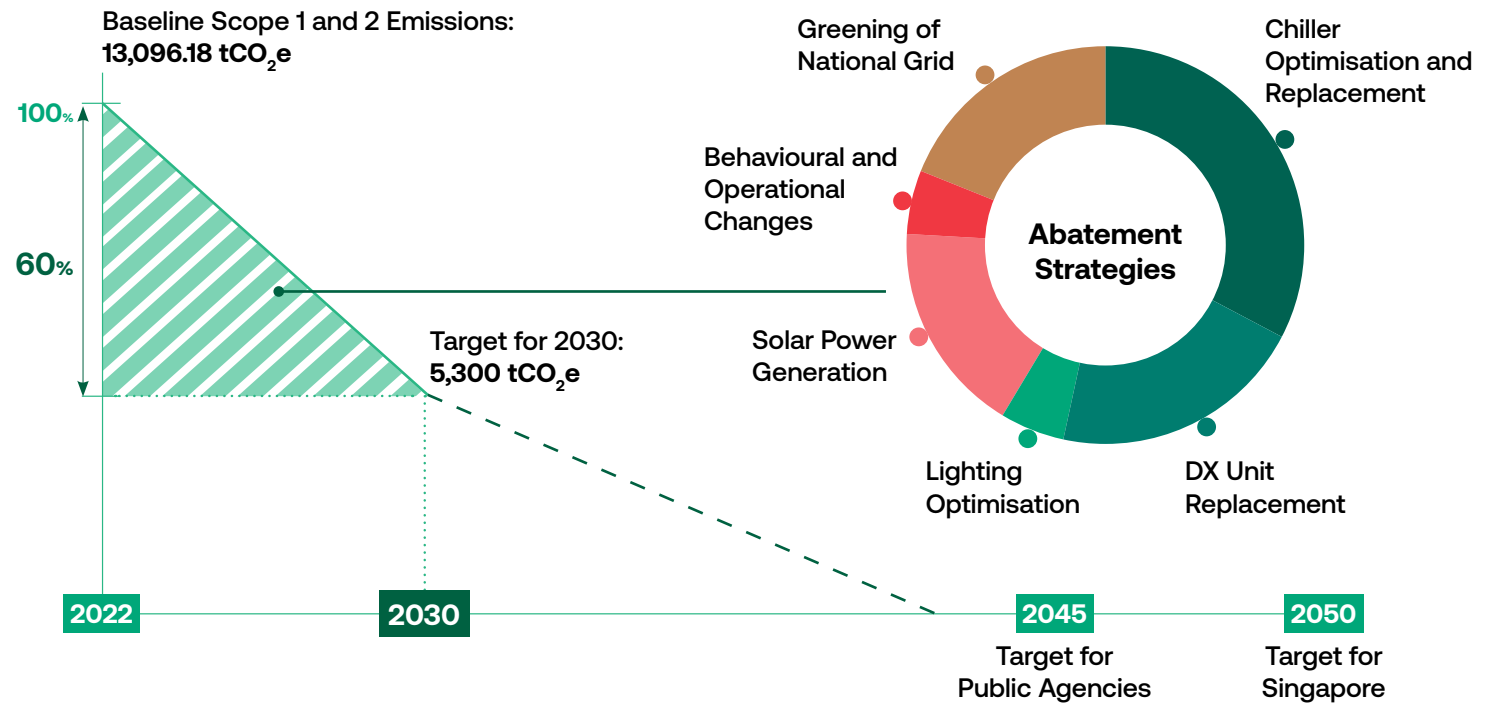 Baseline Scope 1 and 2 Emissions:
13,096.18 tCO₂e
100%
60%
Target for 2030:
5,300 tCO₂e
Greening of
National Grid
Behavioural and
Operational
Changes
Solar Power
Generation
Lighting
Optimisation
DX Unit
Replacement
Chiller
Optimisation and
Replacement
Abatement
Strategies
2022
2030
2045
Target for
Public Agencies
2050
Target for
Singapore